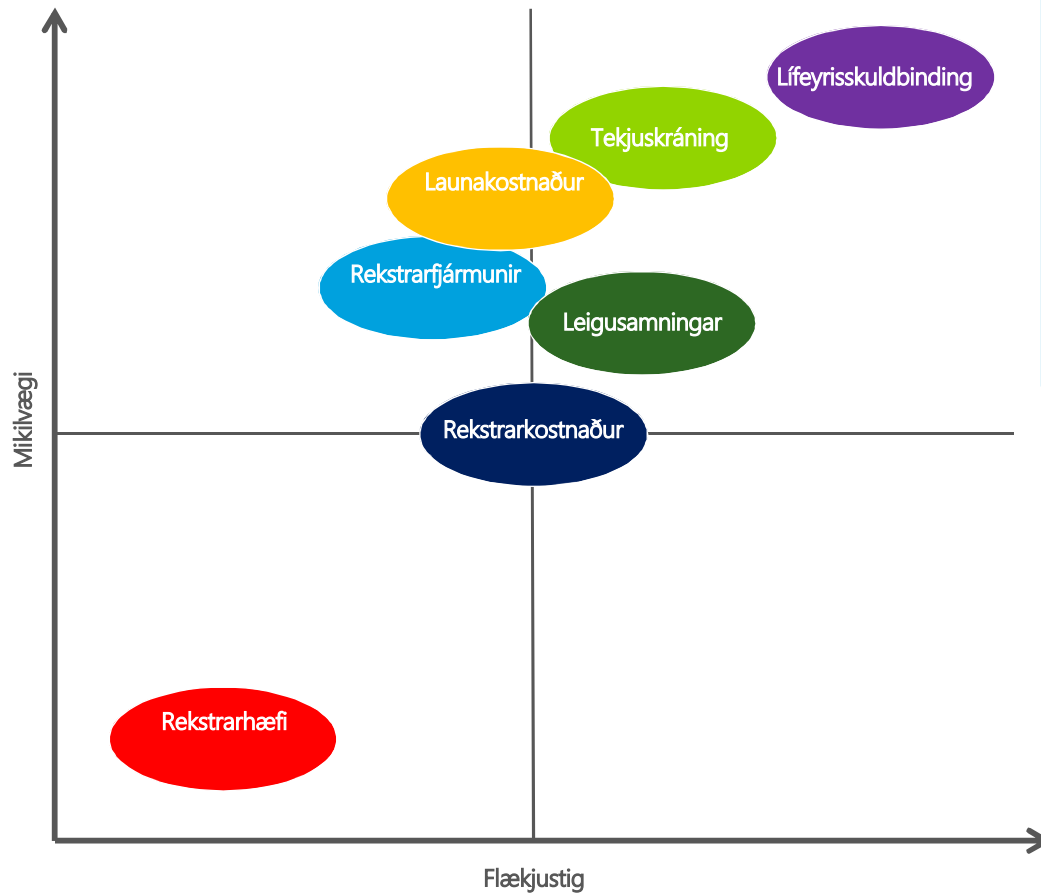 Lífeyrisskuldbinding
Tekjuskráning
Launakostnaður
Rekstrarfjármunir
Leigusamningar
Rekstrarkostnaður
Mikilvægi
Rekstrarhæfi
Flækjustig